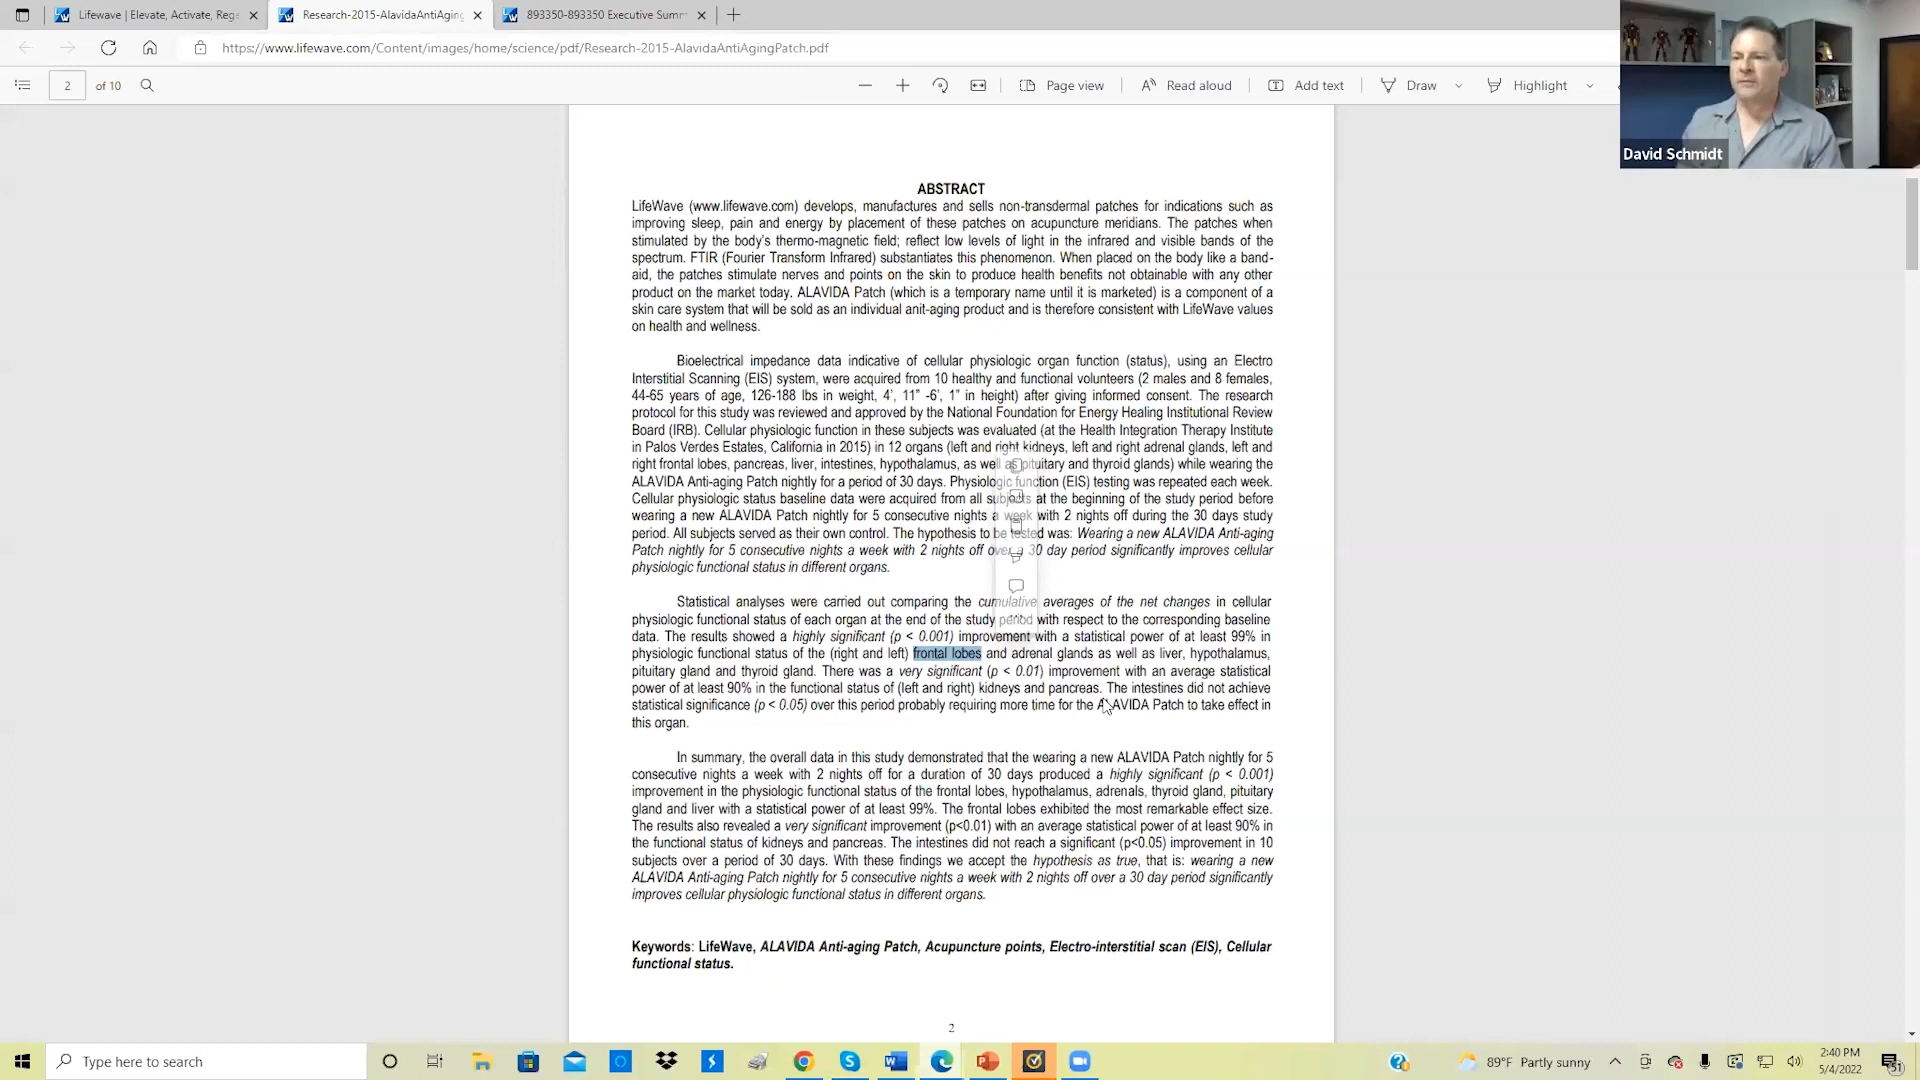 Lifewave | Elevate, Activate, Reg
Research-2015-AlavidaAntiAging
893350-893350 Executive Summ
https://www.lifewave.com/Content/images/home/science/pdf/Research-2015-AlavidaAntiAgingPatch.pdf
2 of 10 Page view Read aloud Add text Draw Highlight
David Schmidt
ABSTRACT
LifeWave (www.lifewave.com) develops, manufactures and sells non-transdermal patches for indications such as
improving sleep, pain and energy by placement of these patches on acupuncture meridians. The patches when
stimulated by the body's thermo-magnetic field; reflect low levels of light in the infrared and visible bands of the
spectrum. FTIR (Fourier Transform Infrared) substantiates this phenomenon. When placed on the body like a band-
aid, the patches stimulate nerves and points on the skin to produce health benefits not obtainable with any other
product on the market today. ALAVIDA Patch (which is a temporary name until it is marketed) is a component of a
skin care system that will be sold as an individual anit-aging product and is therefore consistent with LifeWave values
on health and wellness.
Bioelectrical impedance data indicative of cellular physiologic organ function (status), using an Electro
Interstitial Scanning (EIS) system, were acquired from 10 healthy and functional volunteers (2 males and 8 females,
44-65 years of age, 126-188 lbs in weight, 4', 11" -6', 1" in height) after giving informed consent. The research
protocol for this study was reviewed and approved by the National Foundation for Energy Healing Institutional Review
Board (IRB). Cellular physiologic function in these subjects was evaluated (at the Health Integration Therapy Institute
in Palos Verdes Estates, California in 2015) in 12 organs (left and right kidneys, left and right adrenal glands, left and
right frontal lobes, pancreas, liver, intestines, hypothalamus, as well as pituitary and thyroid glands) while wearing the
ALAVIDA Anti-aging Patch nightly for a period of 30 days. Physiologic function (EIS) testing was repeated each week.
Cellular physiologic status baseline data were acquired from all subjects at the beginning of the study period before
wearing a new ALAVIDA Patch nightly for 5 consecutive nights a week with 2 nights off during the 30 days study
period. All subjects served as their own control. The hypothesis to be tested was: Wearing a new ALAVIDA Anti-aging
Patch nightly for 5 consecutive nights a week with 2 nights off over a 30 day period significantly improves cellular
physiologic functional status in different organs.
Statistical analyses were carried out comparing the cumulative averages of the net changes in cellular
physiologic functional status of each organ at the end of the study period with respect to the corresponding baseline
data. The results showed a highly significant (p < 0.001) improvement with a statistical power of at least 99% in
physiologic functional status of the (right and left) frontal lobes and adrenal glands as well as liver, hypothalamus,
pituitary gland and thyroid gland. There was a very significant (p < 0.01) improvement with an average statistical
power of at least 90% in the functional status of (left and right) kidneys and pancreas. The intestines did not achieve
statistical significance (p < 0.05) over this period probably requiring more time for the ALAVIDA Patch to take effect in
this organ.
In summary, the overall data in this study demonstrated that the wearing a new ALAVIDA Patch nightly for 5
consecutive nights a week with 2 nights off for a duration of 30 days produced a highly significant (p < 0.001)
improvement in the physiologic functional status of the frontal lobes, hypothalamus, adrenals, thyroid gland, pituitary
gland and liver with a statistical power of at least 99%. The frontal lobes exhibited the most remarkable effect size.
The results also revealed a very significant improvement (p<0.01) with an average statistical power of at least 90% in
the functional status of kidneys and pancreas. The intestines did not reach a significant (p<0.05) improvement in 10
subjects over a period of 30 days. With these findings we accept the hypothesis as true, that is: wearing a new
ALAVIDA Anti-aging Patch nightly for 5 consecutive nights a week with 2 nights off over a 30 day period significantly
improves cellular physiologic functional status in different organs.
Keywords: LifeWave, ALAVIDA Anti-aging Patch, Acupuncture points, Electro-interstitial scan (EIS), Cellular
functional status.
2
Type here to search
89°F Partly sunny
2:40 PM
5/4/2022
51